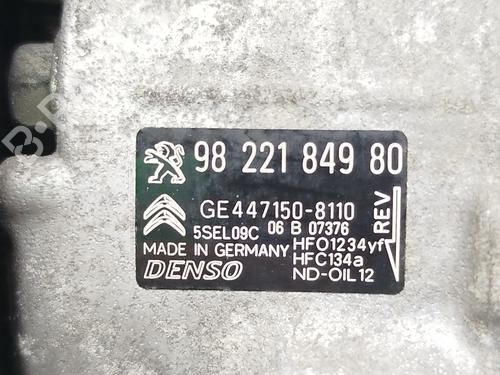 98 221 849 80
GE447150-8110
5SEL09C 06 B 07376
MADE IN GERMANY
HFO1234yf
HFC134a
DENSO
ND-OIL12
REV